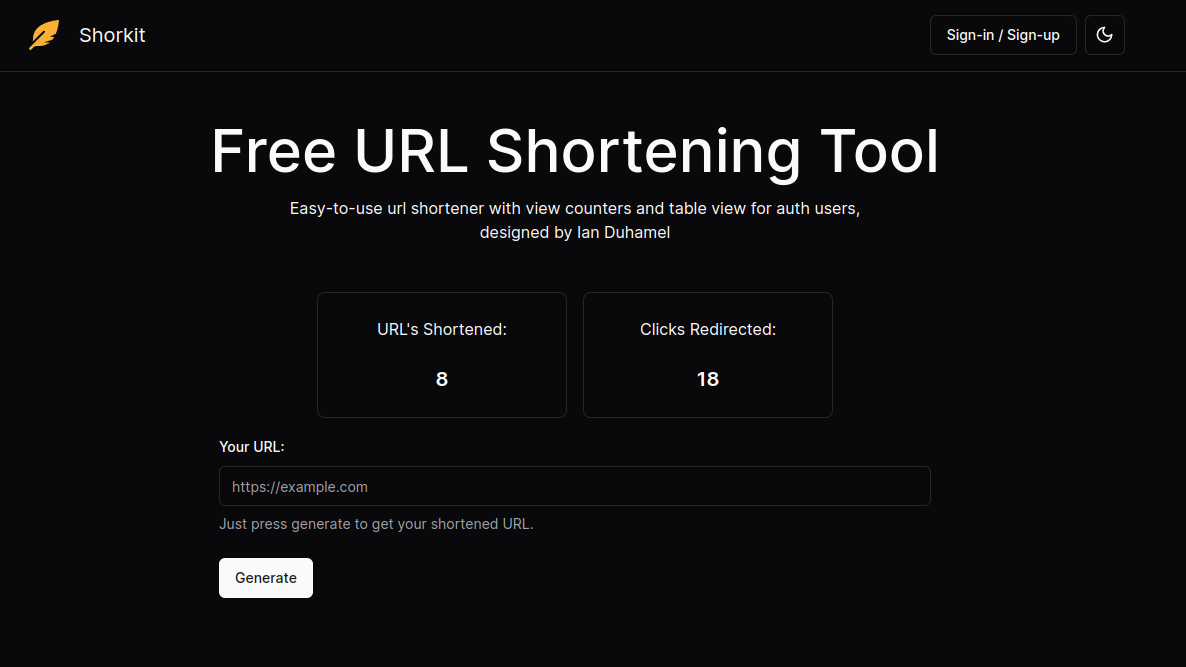 Shorkit
Sign-in / Sign-up
Free URL Shortening Tool
Easy-to-use url shortener with view counters and table view for auth users,
designed by Ian Duhamel
URL's Shortened:
8
Clicks Redirected:
18
Your URL:
https://example.com
Just press generate to get your shortened URL.
Generate